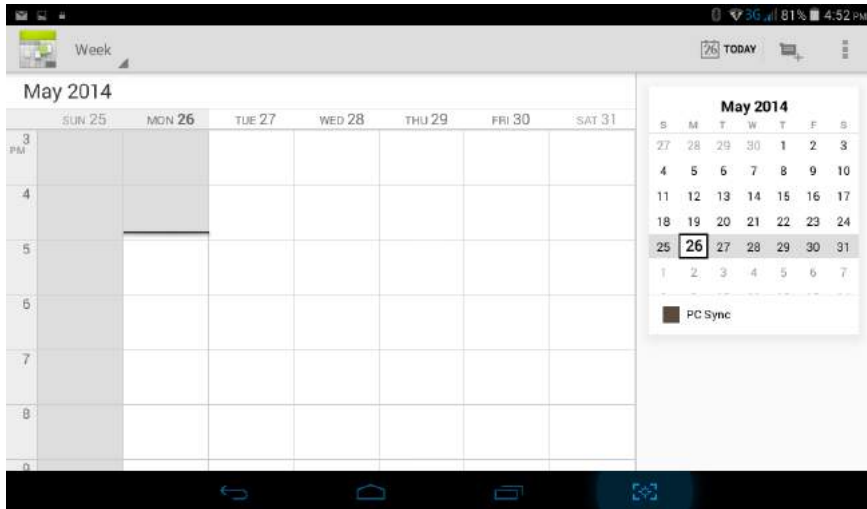 3G 81% 4:52 PM
Week
26 TODAY
May 2014
SUN 25 MON 26 TUE 27 WED 28 THU 29 FRI 30 SAT 31
3
PM
4
5
6
7
8
9
May 2014
S M T W T F S
27 28 29 30 1 2 3
4 5 6 7 8 9 10
11 12 13 14 15 16 17
18 19 20 21 22 23 24
25 26 27 28 29 30 31
1 2 3 4 5 6 7
PC Sync